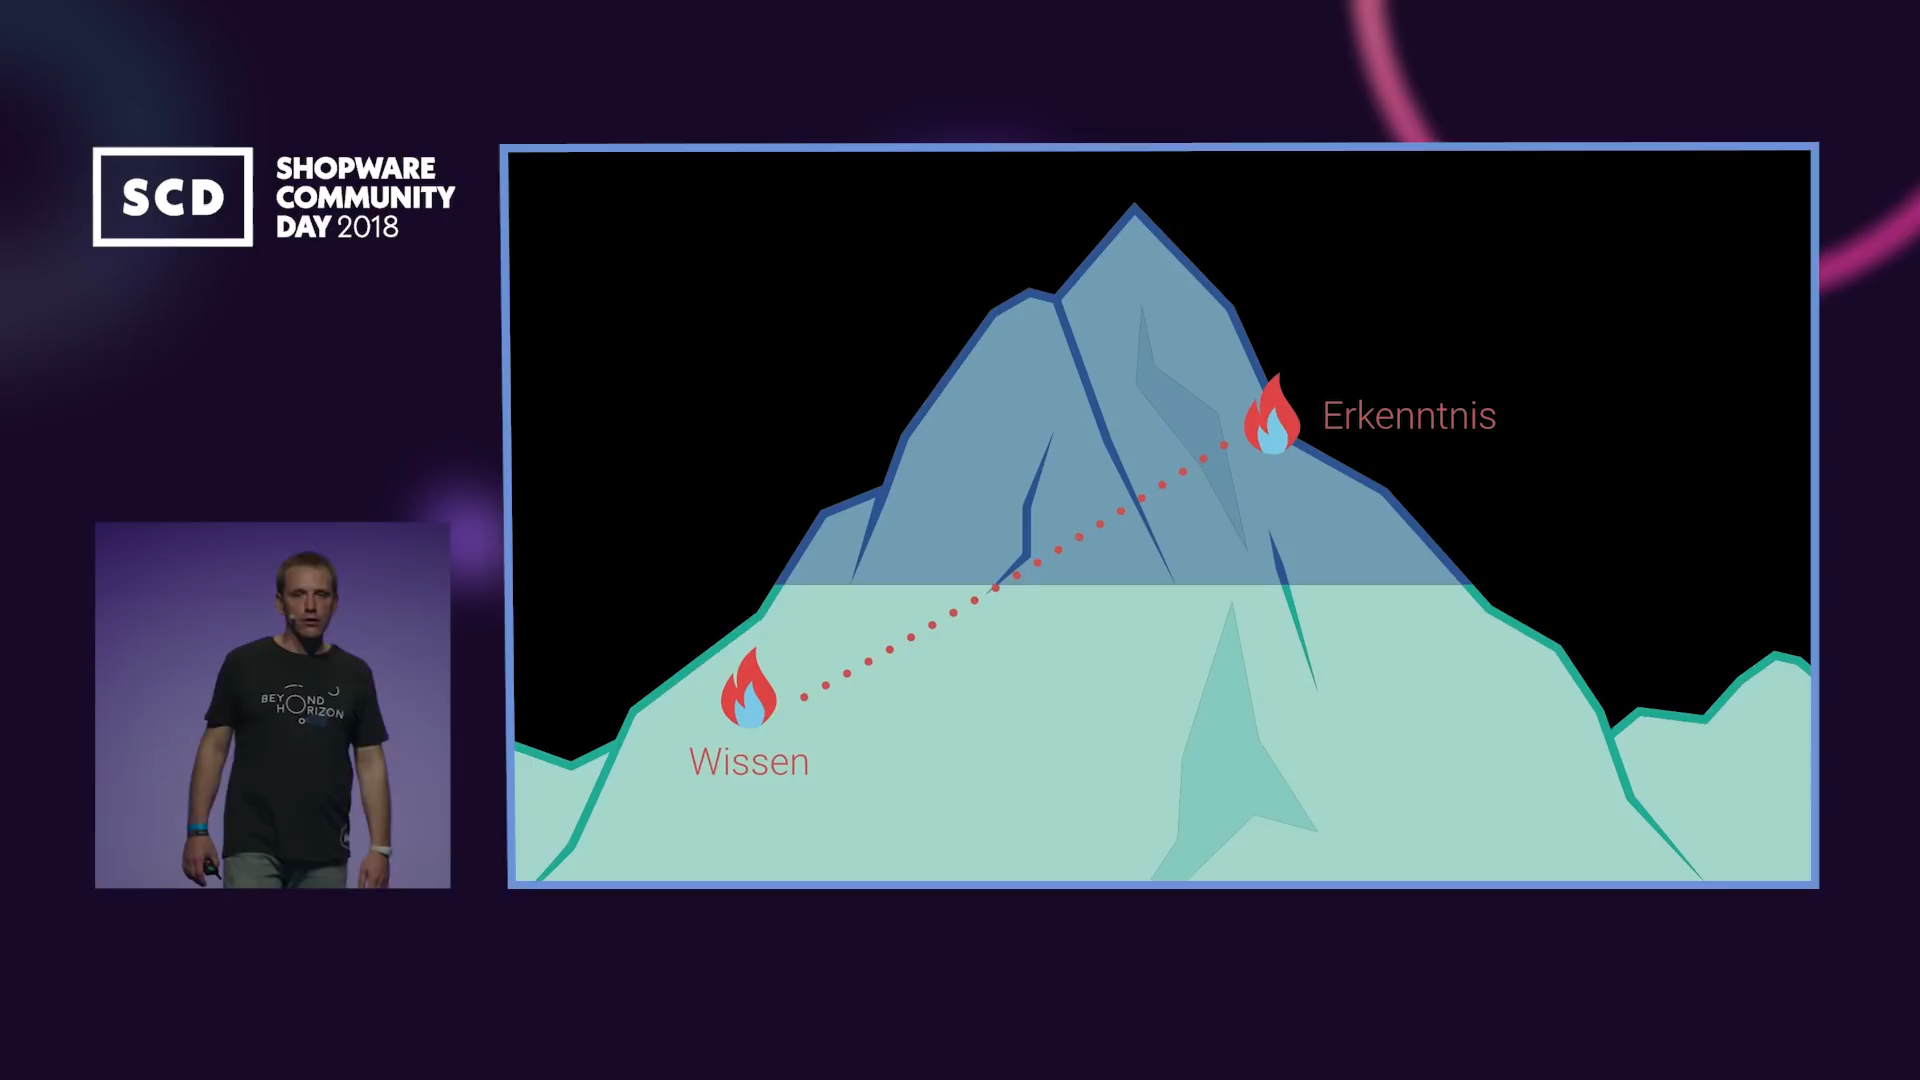 SCD
SHOPWARE
COMMUNITY
DAY 2018
Erkenntnis
Wissen
BEYOND
HORIZON